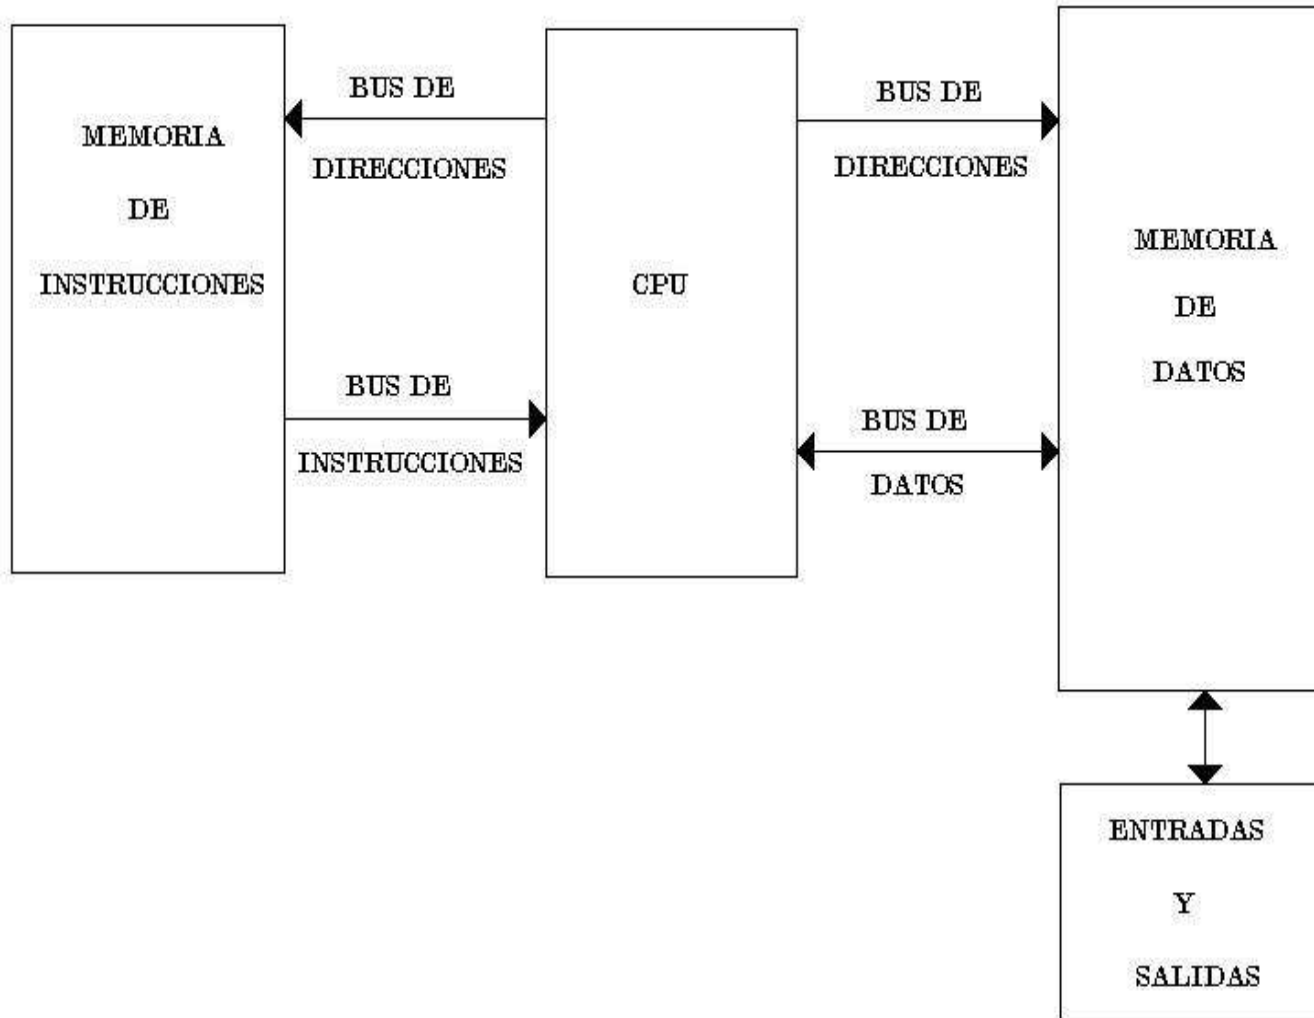 MEMORIA
DE
INSTRUCCIONES
BUS DE
DIRECCIONES
BUS DE
INSTRUCCIONES
CPU
BUS DE
DIRECCIONES
BUS DE
DATOS
MEMORIA
DE
DATOS
ENTRADAS
Y
SALIDAS